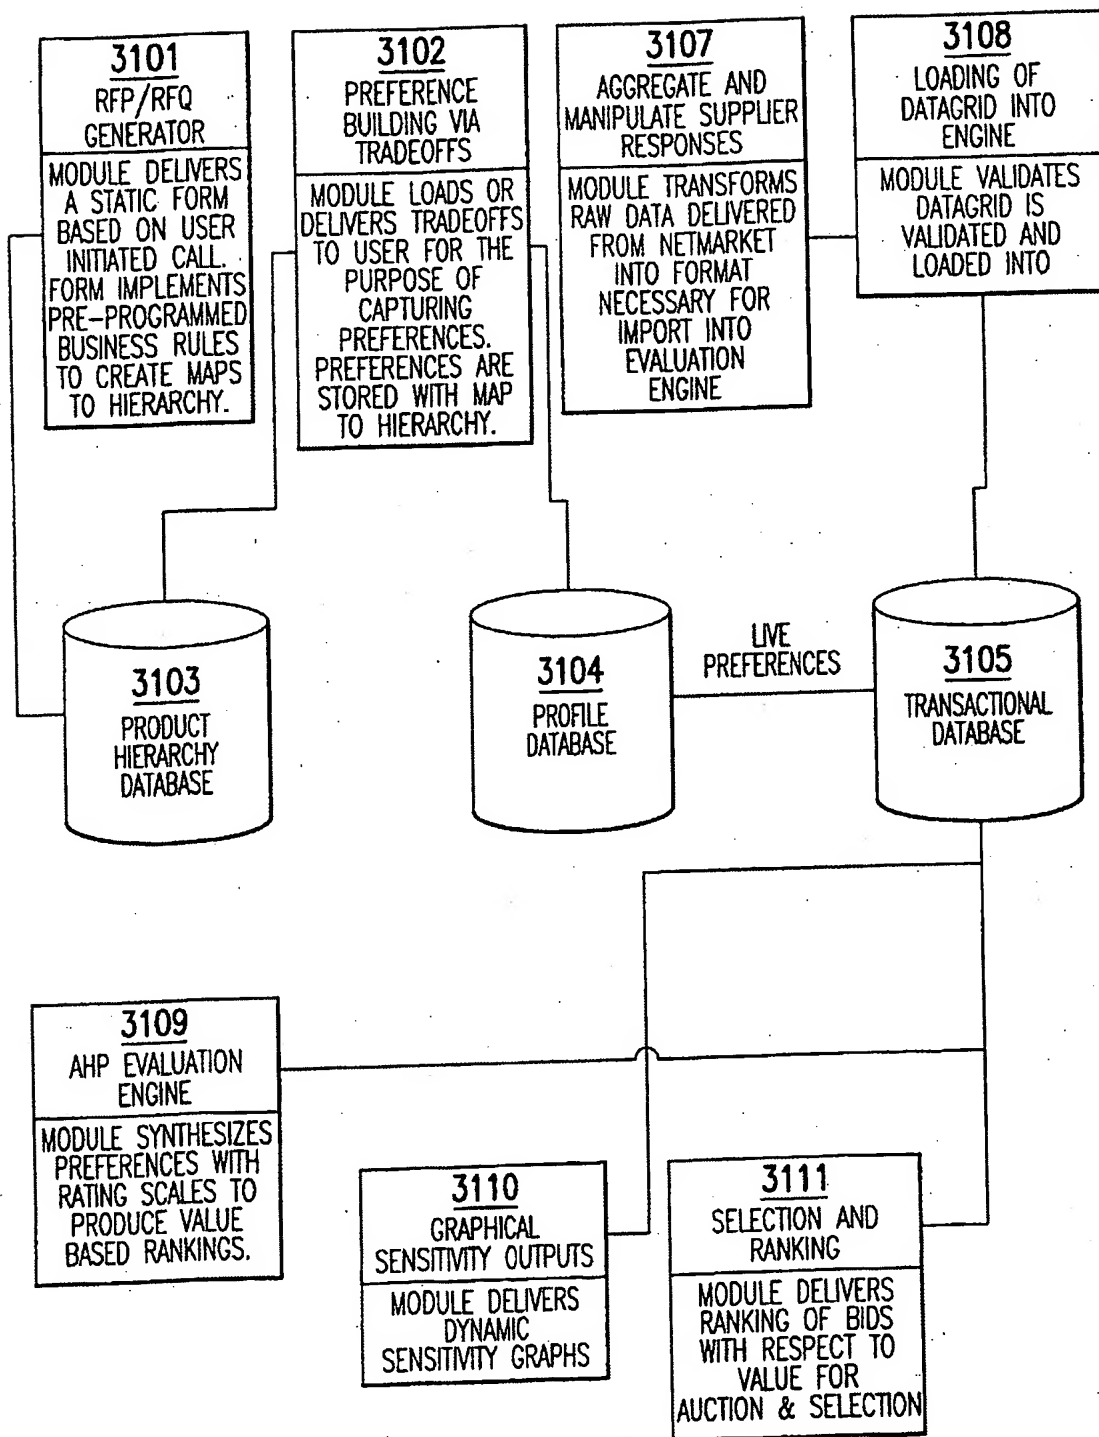 3101
RFP/RFQ
GENERATOR
MODULE DELIVERS
A STATIC FORM
BASED ON USER
INITIATED CALL.
FORM IMPLEMENTS
PRE-PROGRAMMED
BUSINESS RULES
TO CREATE MAPS
TO HIERARCHY.
3102
PREFERENCE
BUILDING VIA
TRADEOFFS
MODULE LOADS OR
DELIVERS TRADEOFFS
TO USER FOR THE
PURPOSE OF
CAPTURING
PREFERENCES.
PREFERENCES ARE
STORED WITH MAP
TO HIERARCHY.
3107
AGGREGATE AND
MANIPULATE SUPPLIER
RESPONSES
MODULE TRANSFORMS
RAW DATA DELIVERED
FROM NETMARKET
INTO FORMAT
NECESSARY FOR
IMPORT INTO
EVALUATION
ENGINE
3108
LOADING OF
DATAGRID INTO
ENGINE
MODULE VALIDATES
DATAGRID IS
VALIDATED AND
LOADED INTO
3103
PRODUCT
HIERARCHY
DATABASE
3104
PROFILE
DATABASE
LIVE
PREFERENCES
3105
TRANSACTIONAL
DATABASE
3109
AHP EVALUATION
ENGINE
MODULE SYNTHESIZES
PREFERENCES WITH
RATING SCALES TO
PRODUCE VALUE
BASED RANKINGS.
3110
GRAPHICAL
SENSITIVITY OUTPUTS
MODULE DELIVERS
DYNAMIC
SENSITIVITY GRAPHS
3111
SELECTION AND
RANKING
MODULE DELIVERS
RANKING OF BIDS
WITH RESPECT TO
VALUE FOR
AUCTION & SELECTION